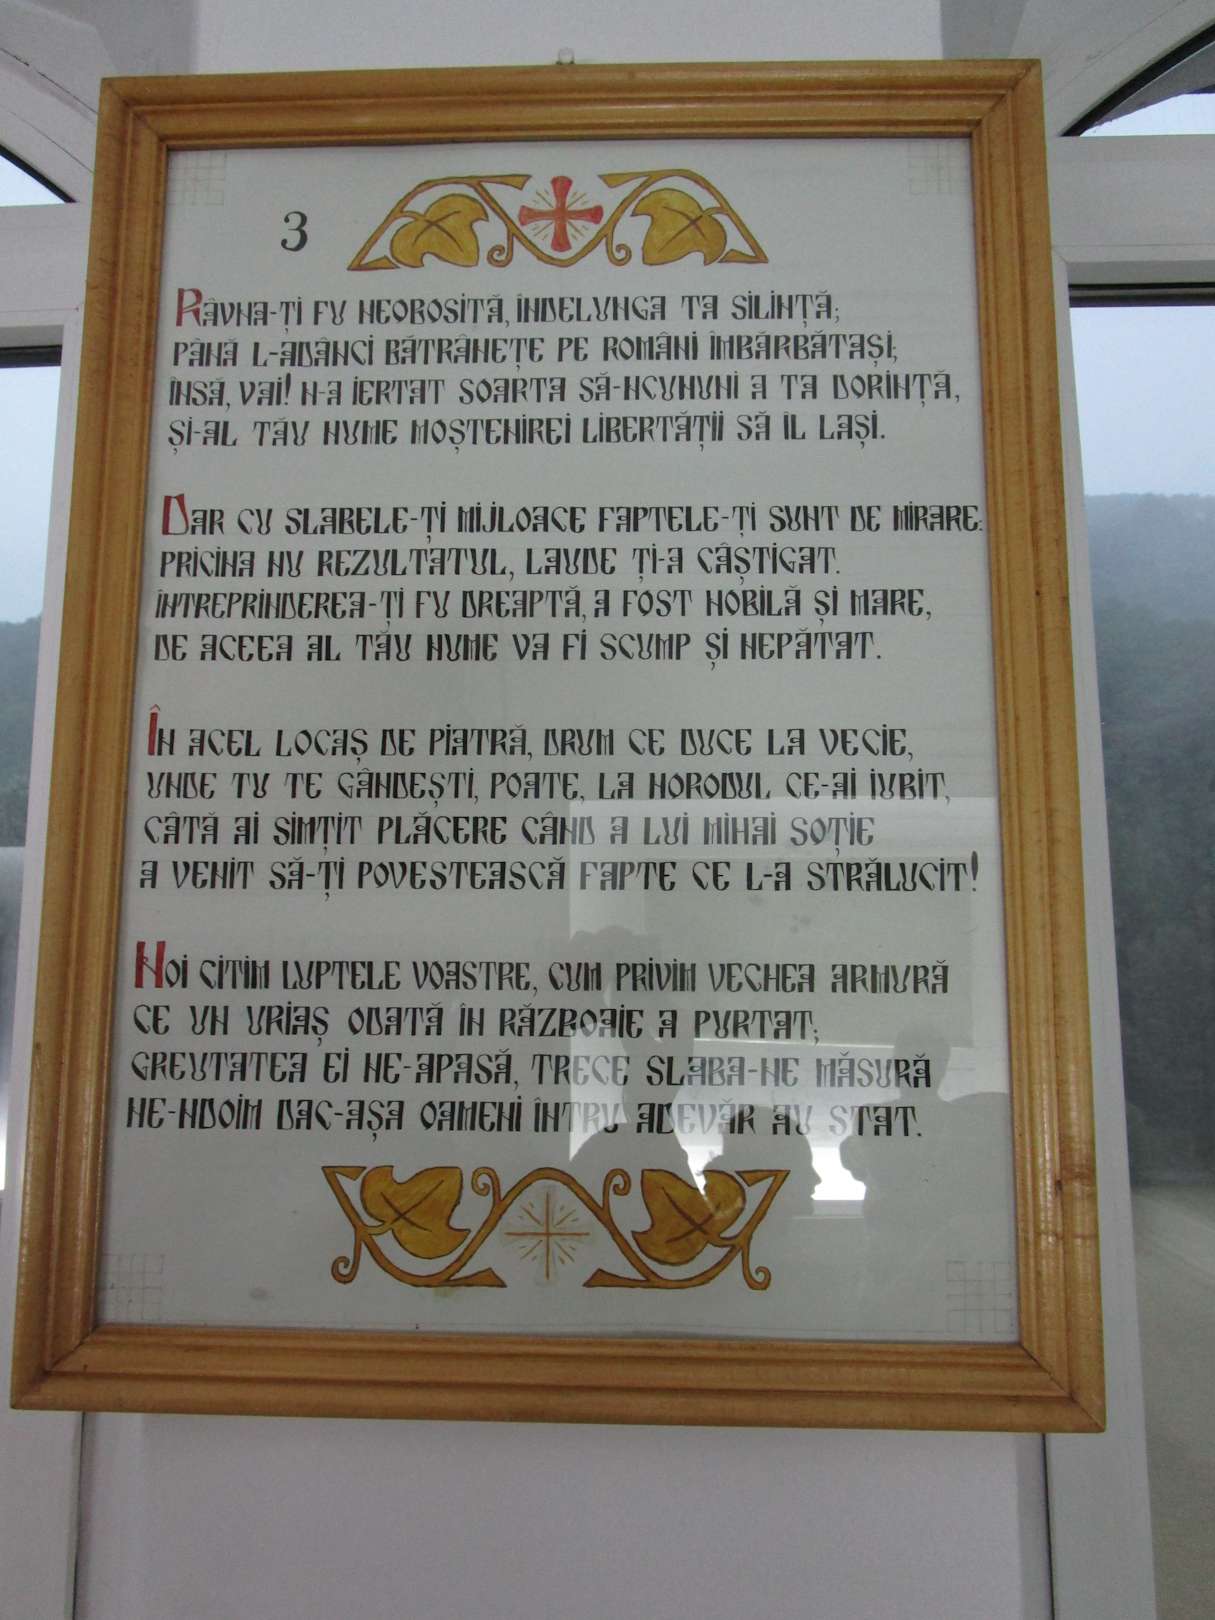 3
RÂVNA-ȚI FU NEOBOSITĂ, ÎNDELUNGA TA SILINȚĂ;
PÂNĂ L-ADÂNCI BĂTRÂNEȚE PE ROMÂNI ÎMBĂRBĂTAȘI;
ÎNSĂ, VAI! N-A IERTAT SOARTA SĂ-NCUNUNI A TA DORINȚĂ,
ȘI-AL TĂU NUME MOȘTENIREI LIBERTĂȚII SĂ ÎL LAȘI.
DAR CU SLABELE-ȚI MIJLOACE FAPTELE-ȚI SUNT DE MIRARE:
PRICINA NU REZULTATUL, LAUDE ȚI-A CÂȘTIGAT.
ÎNTREPRINDEREA-ȚI FU DREAPTĂ, A FOST NOBILĂ ȘI MARE,
DE ACEEA AL TĂU NUME VA FI SCUMP ȘI NEPĂTAT.
ÎN ACEL LOCAȘ DE PIATRĂ, DRUM CE DUCE LA VECIE,
UNDE TU TE GÂNDEȘTI, POATE, LA NORODUL CE-AI IUBIT,
CÂTĂ AI SIMȚIT PLĂCERE CÂND A LUI MIHAI SOȚIE
A VENIT SĂ-ȚI POVESTEASCĂ FAPTE CE L-A STRĂLUCIT!
NOI CITIM LUPTELE VOASTRE, CUM PRIVIM VECHEA ARMURĂ
CE UN URIAȘ ODATĂ ÎN RĂZBOAIE A PURTAT;
GREUTATEA EI NE-APASĂ, TRECE SLABA-NE MĂSURĂ
NE-NDOIM DAC-AȘA OAMENI ÎNTRU ADEVĂR AU STAT.